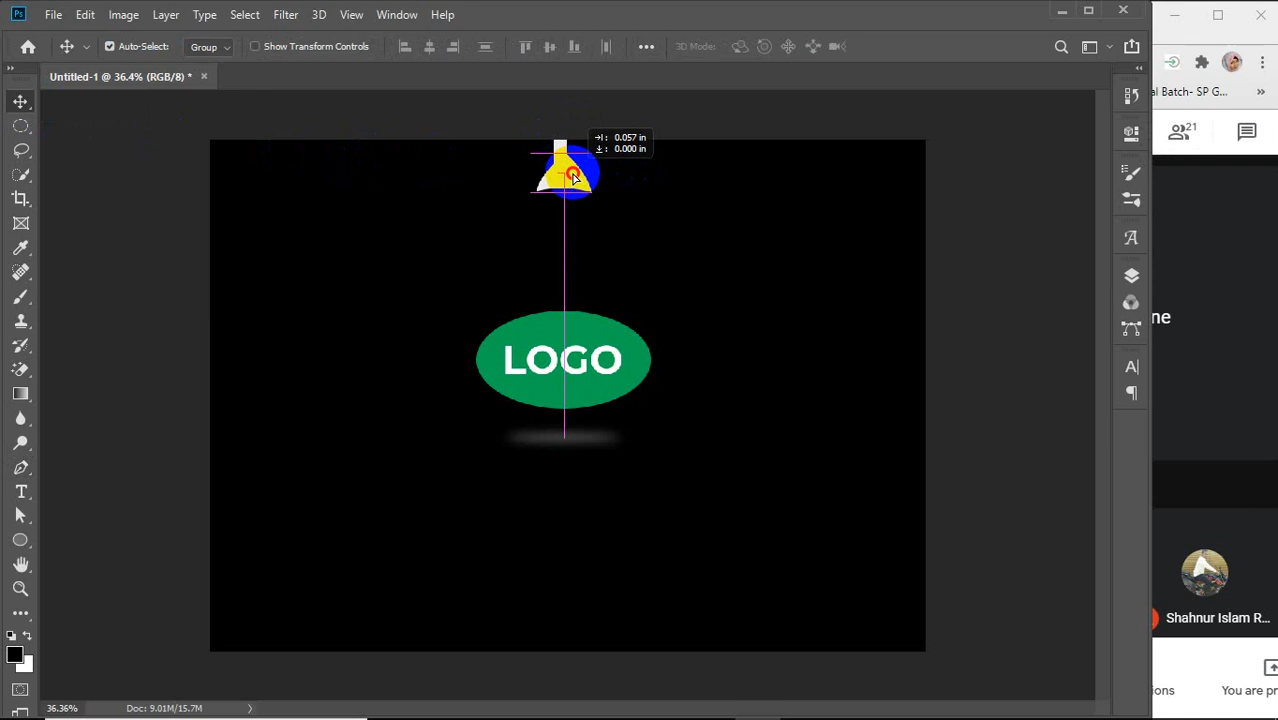 Ps File Edit Image Layer Type Select Filter 3D View Window Help
Auto-Select: Group Show Transform Controls 3D Mode:
Untitled-1 @ 36.4% (RGB/8) * ×
0.057 in
0.000 in
LOGO
36.36% Doc: 9.01M/15.7M
al Batch- SP G... »
21
ne
Shahnur Islam R...
ions You are pr